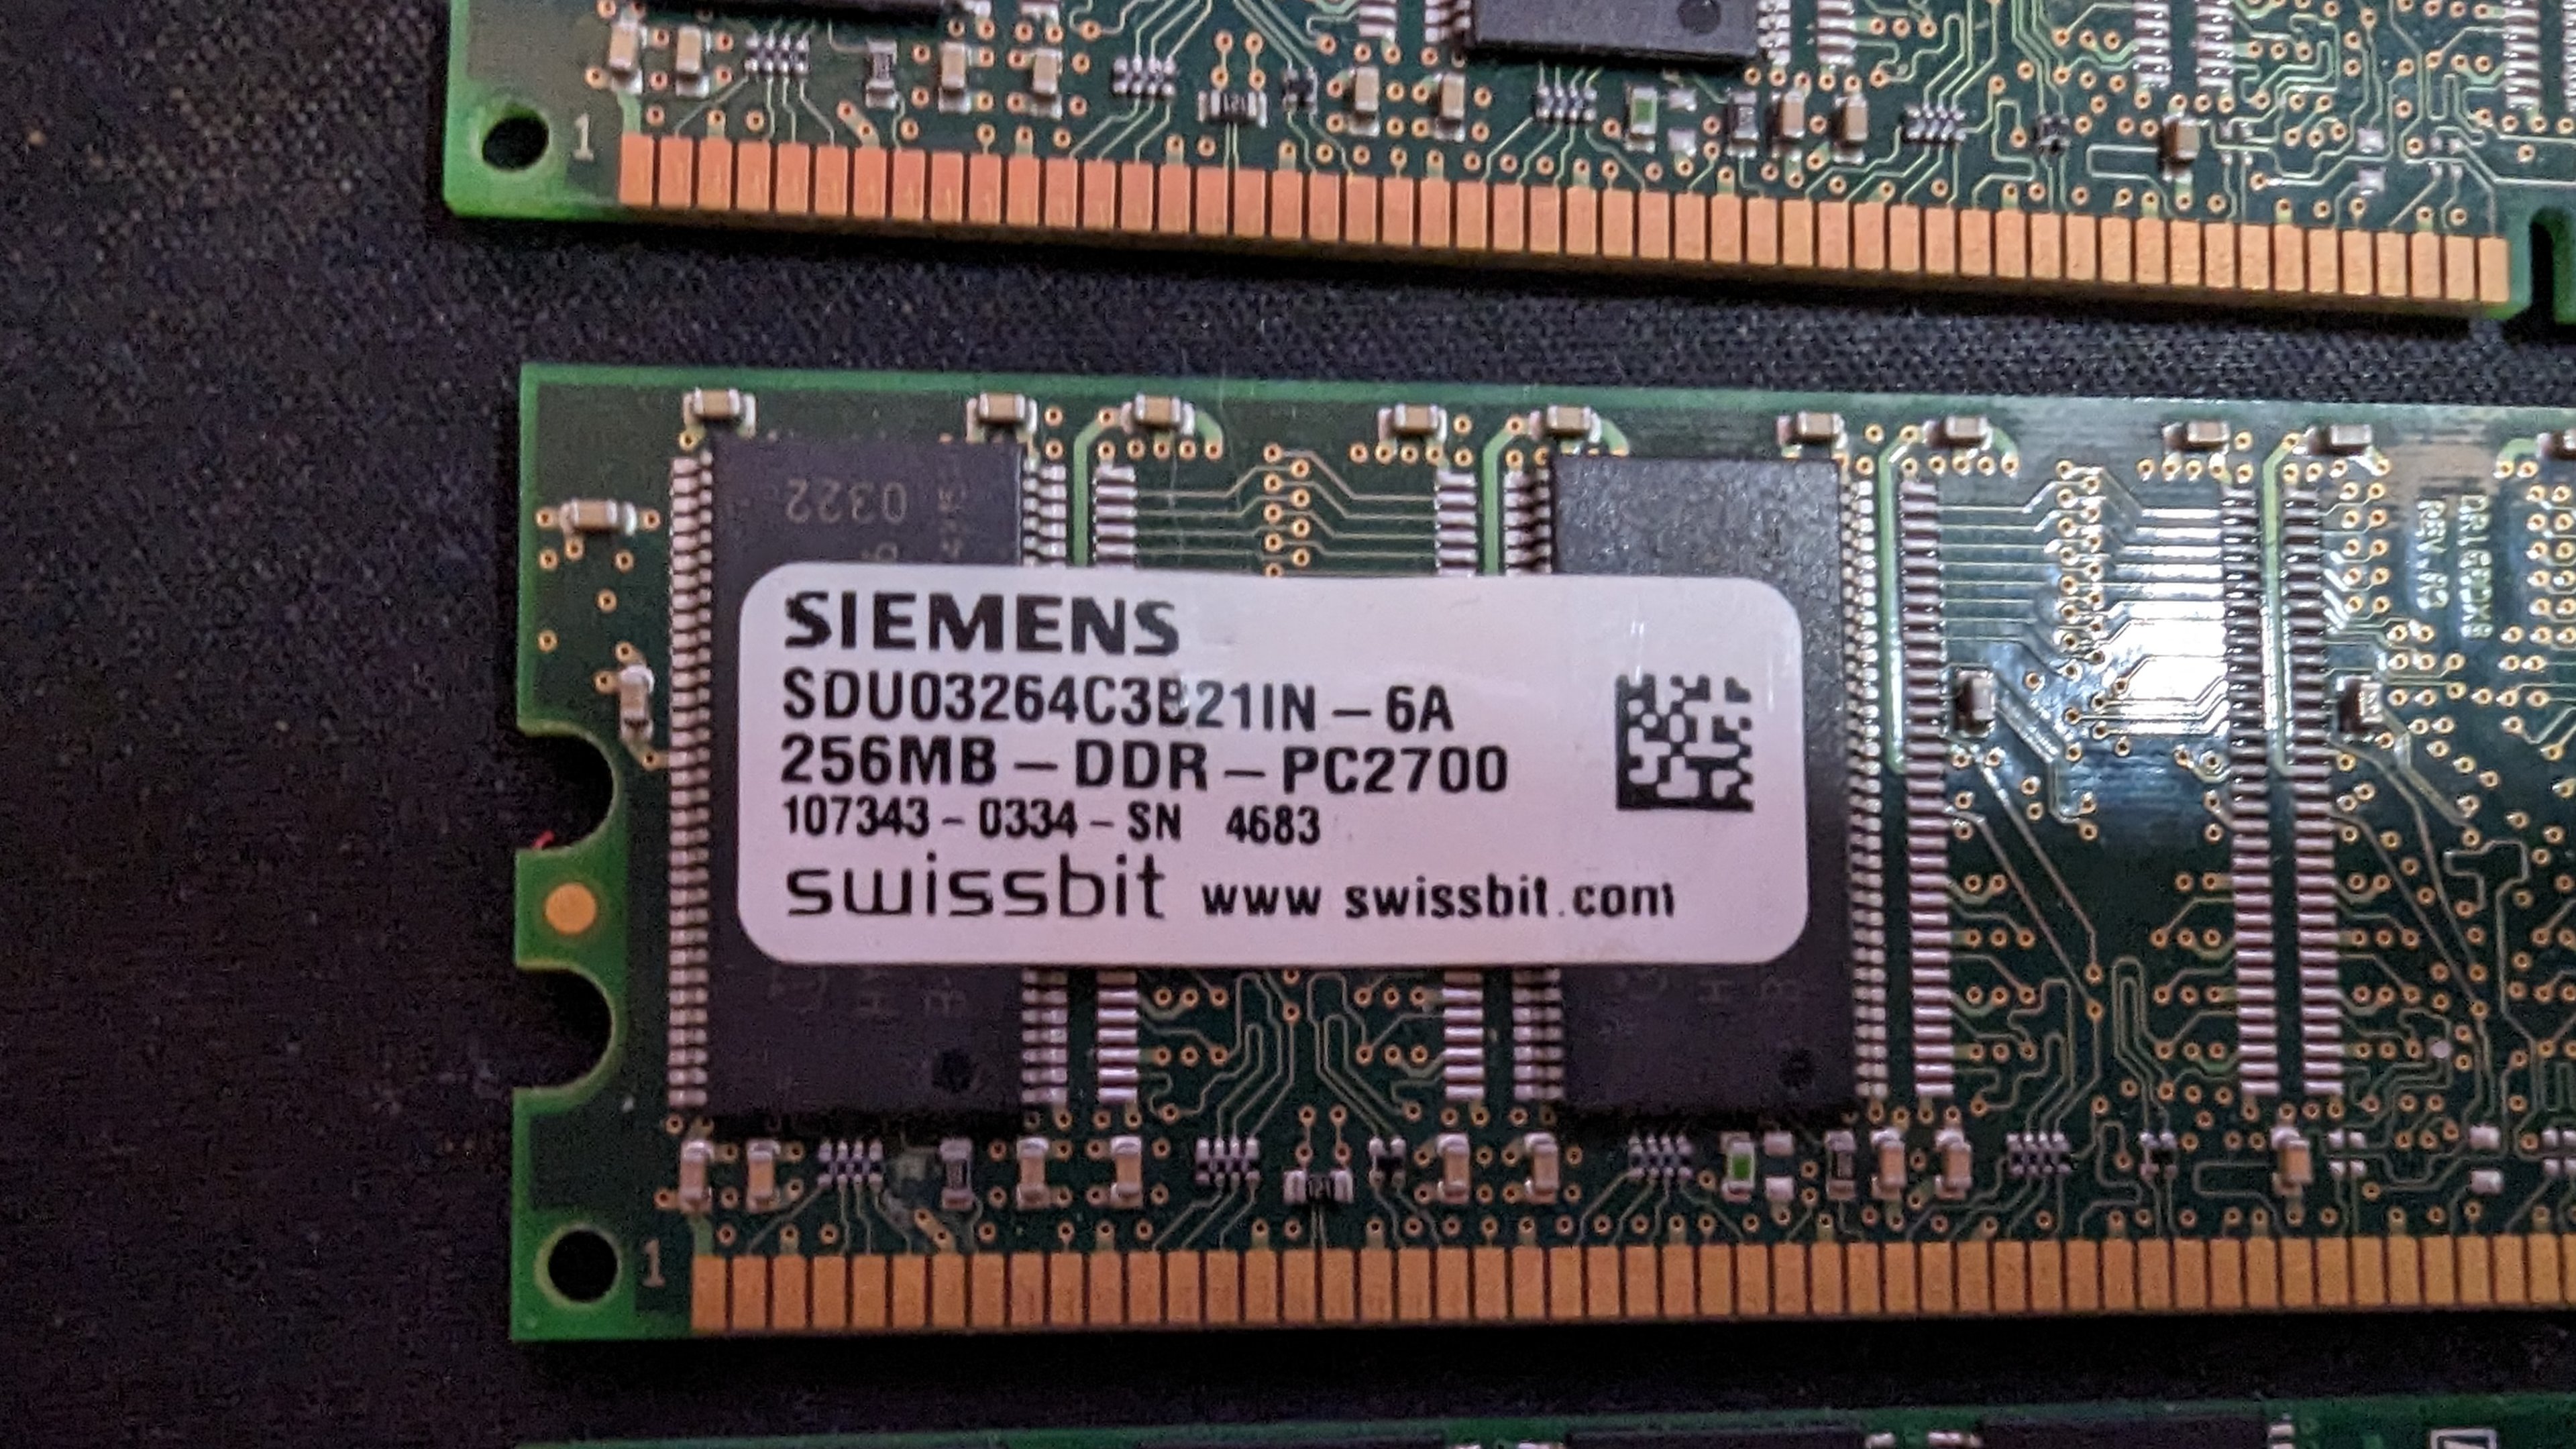 1
0322
SIEMENS
SDU03264C3B21IN – 6A
256MB – DDR – PC2700
107343 – 0334 – SN 4683
swissbit www swissbit.com
1